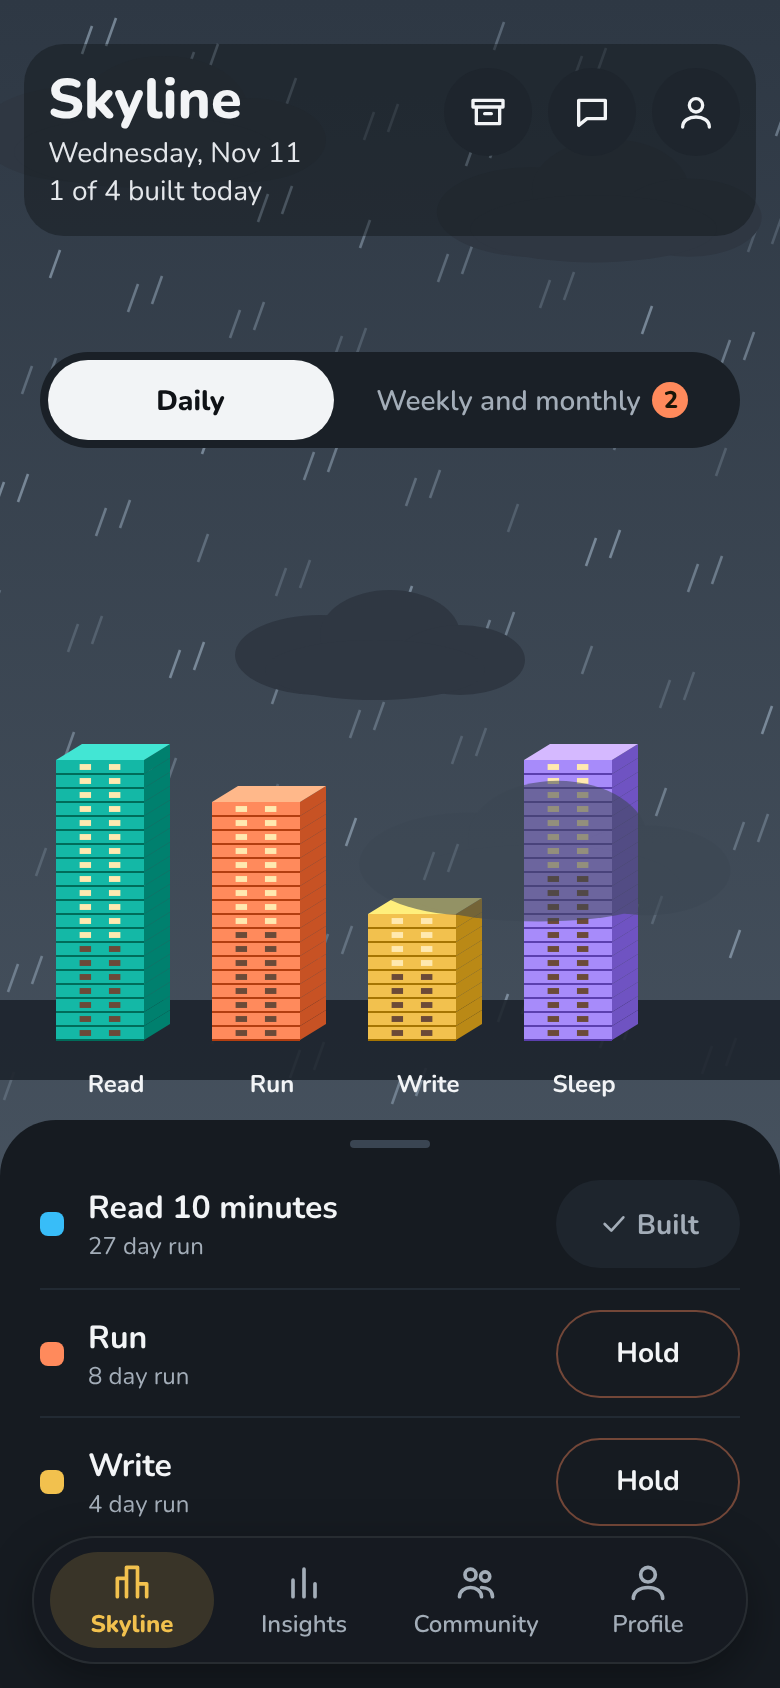 Skyline
Wednesday, Nov 11
1 of 4 built today
Daily
Weekly and monthly 2
Read
Run
Write
Sleep
Read 10 minutes
27 day run
Built
Run
8 day run
Hold
Write
4 day run
Hold
Skyline
Insights
Community
Profile